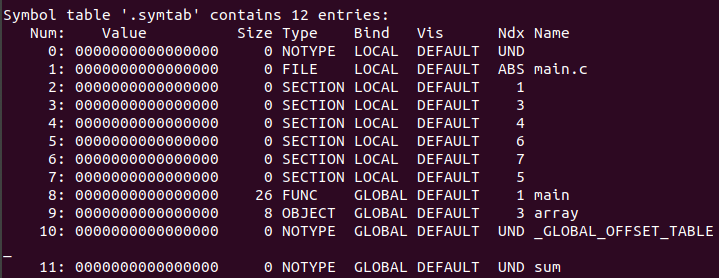 Symbol table '.symtab' contains 12 entries:
   Num:    Value          Size Type    Bind   Vis      Ndx Name
     0: 0000000000000000     0 NOTYPE  LOCAL  DEFAULT  UND
     1: 0000000000000000     0 FILE    LOCAL  DEFAULT  ABS main.c
     2: 0000000000000000     0 SECTION LOCAL  DEFAULT    1
     3: 0000000000000000     0 SECTION LOCAL  DEFAULT    3
     4: 0000000000000000     0 SECTION LOCAL  DEFAULT    4
     5: 0000000000000000     0 SECTION LOCAL  DEFAULT    6
     6: 0000000000000000     0 SECTION LOCAL  DEFAULT    7
     7: 0000000000000000     0 SECTION LOCAL  DEFAULT    5
     8: 0000000000000000    26 FUNC    GLOBAL DEFAULT    1 main
     9: 0000000000000000     8 OBJECT  GLOBAL DEFAULT    3 array
    10: 0000000000000000     0 NOTYPE  GLOBAL DEFAULT  UND _GLOBAL_OFFSET_TABLE
_
    11: 0000000000000000     0 NOTYPE  GLOBAL DEFAULT  UND sum